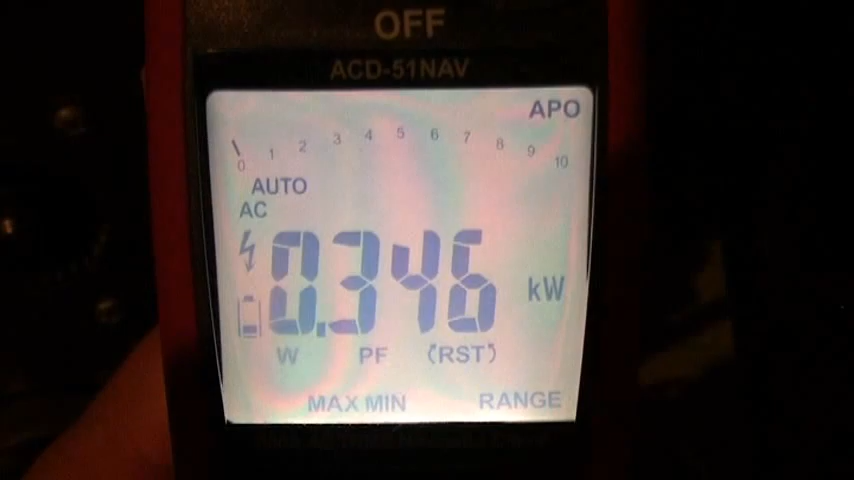 OFF
ACD-51NAV
APO
0 1 2 3 4 5 6 7 8 9 10
AUTO
AC
0.346 kW
W PF (RST)
MAX MIN RANGE